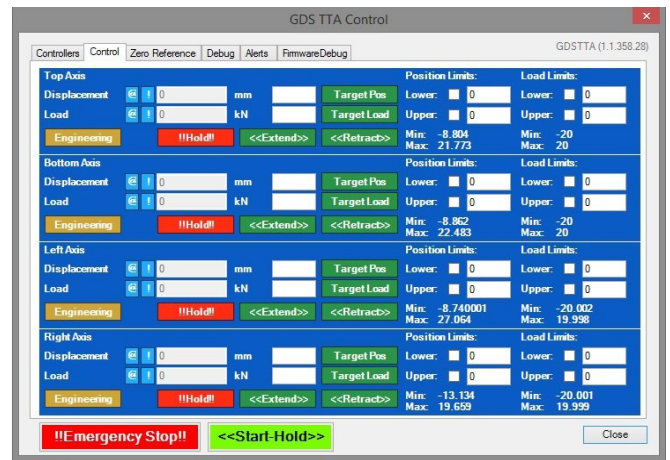 GDS TTA Control
GDSTTA (1.1.358.28)
Controllers Control Zero Reference Debug Alerts FirmwareDebug
Top Axis Position Limits: Load Limits:
Displacement @ ! 0 mm Target Pos Lower: 0 Lower: 0
Load @ ! 0 kN Target Load Upper: 0 Upper: 0
Engineering !!Hold!! <<Extend>> <<Retract>> Min: -8.804 Min: -20
Max: 21.773 Max: 20
Bottom Axis Position Limits: Load Limits:
Displacement @ ! 0 mm Target Pos Lower: 0 Lower: 0
Load @ ! 0 kN Target Load Upper: 0 Upper: 0
Engineering !!Hold!! <<Extend>> <<Retract>> Min: -8.862 Min: -20
Max: 22.483 Max: 20
Left Axis Position Limits: Load Limits:
Displacement @ ! 0 mm Target Pos Lower: 0 Lower: 0
Load @ ! 0 kN Target Load Upper: 0 Upper: 0
Engineering !!Hold!! <<Extend>> <<Retract>> Min: -8.740001 Min: -20.002
Max: 27.064 Max: 19.998
Right Axis Position Limits: Load Limits:
Displacement @ ! 0 mm Target Pos Lower: 0 Lower: 0
Load @ ! 0 kN Target Load Upper: 0 Upper: 0
Engineering !!Hold!! <<Extend>> <<Retract>> Min: -13.134 Min: -20.001
Max: 19.659 Max: 19.999
!!Emergency Stop!! <<Start-Hold>> Close